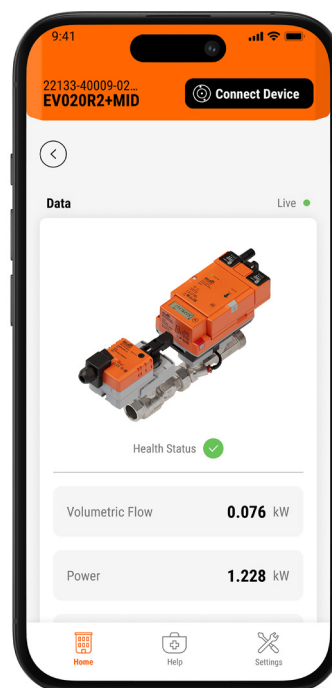 9:41
22133-40009-02...
EV020R2+MID
Connect Device
Data
Live
Health Status
Volumetric Flow 0.076 kW
Power 1.228 kW
Home Help Settings